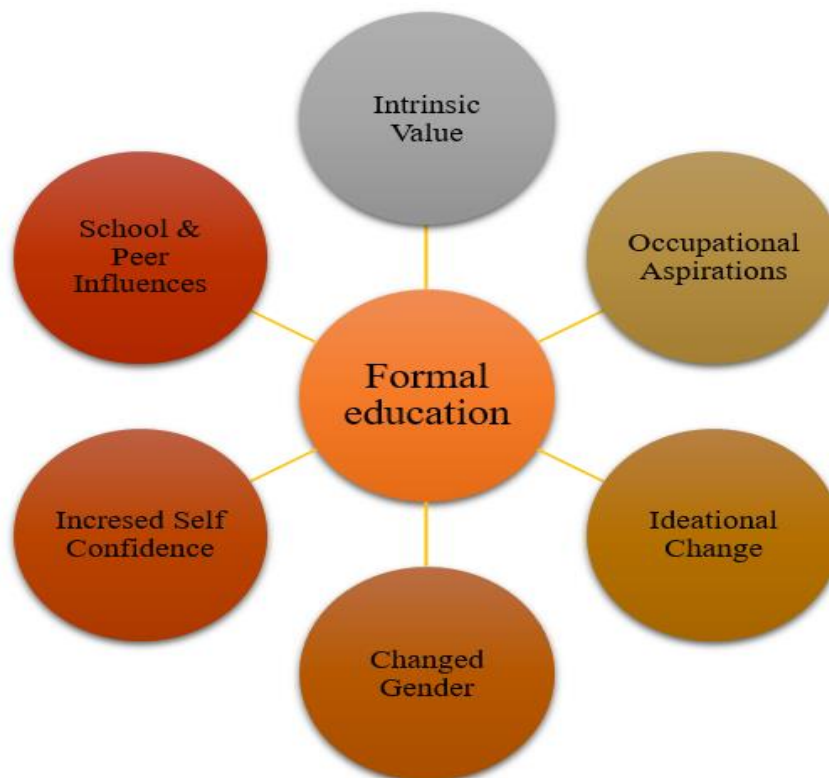 Intrinsic
Value
School &
Peer
Influences
Occupational
Aspirations
Formal
education
Incresed Self
Confidence
Ideational
Change
Changed
Gender